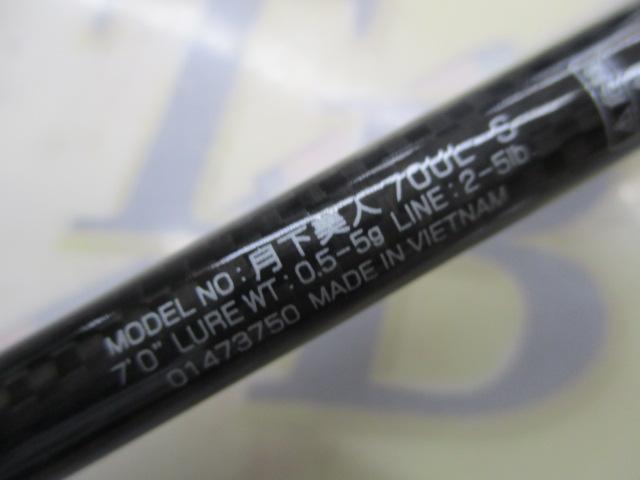 MODEL NO : 月下美人 70UL-S
7'0" LURE WT : 0.5-5g LINE : 2-5lb
01473750 MADE IN VIETNAM